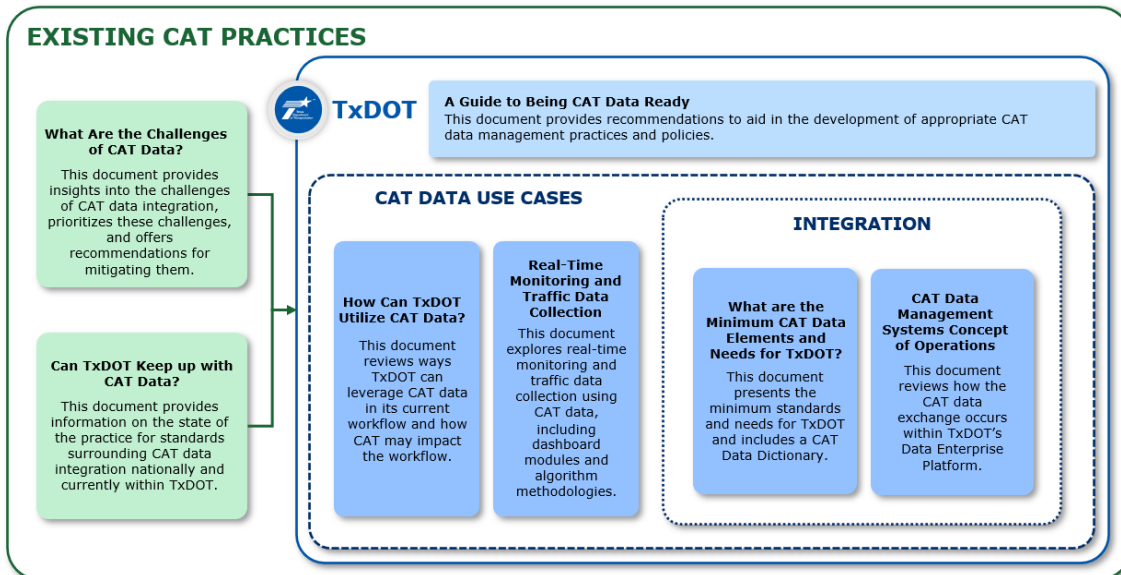 EXISTING CAT PRACTICES
What Are the Challenges
of CAT Data?
This document provides
insights into the challenges
of CAT data integration,
prioritizes these challenges,
and offers
recommendations for
mitigating them.
Can TxDOT Keep up with
CAT Data?
This document provides
information on the state of
the practice for standards
surrounding CAT data
integration nationally and
currently within TxDOT.
TxDOT
A Guide to Being CAT Data Ready
This document provides recommendations to aid in the development of appropriate CAT
data management practices and policies.
CAT DATA USE CASES
How Can TxDOT
Utilize CAT Data?
This document
reviews ways
TxDOT can
leverage CAT data
in its current
workflow and how
CAT may impact
the workflow.
Real-Time
Monitoring and
Traffic Data
Collection
This document
explores real-time
monitoring and
traffic data
collection using
CAT data,
including
dashboard
modules and
algorithm
methodologies.
INTEGRATION
What are the
Minimum CAT Data
Elements and
Needs for TxDOT?
This document
presents the
minimum standards
and needs for TxDOT
and includes a CAT
Data Dictionary.
CAT Data
Management
Systems Concept
of Operations
This document
reviews how the
CAT data
exchange occurs
within TxDOT’s
Data Enterprise
Platform.